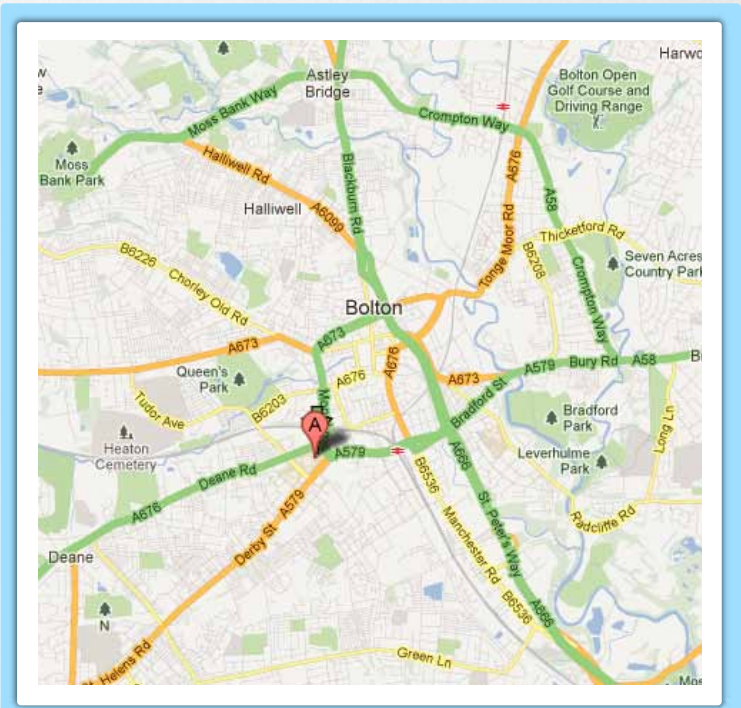 Harwo
Astley
Bridge
Bolton Open
Golf Course and
Driving Range
Moss Bank Way
Crompton Way
Moss
Bank Park
Halliwell Rd
A6099
Blackburn Rd
A676
A58
Halliwell
Tonge Moor Rd
Thicketford Rd
B6208
B6226
Chorley Old Rd
Seven Acres
Country Park
Crompton Way
Bolton
A673
A673
A676
A579
Bury Rd
A58
Queen's
Park
A676
A673
Bradford St
Tudor Ave
B6203
A
Bradford
Park
Long Ln
Heaton
Cemetery
A579
Leverhulme
Park
Deane Rd
A666
B6536
A676
A579
St. Peter's Way
Radcliffe Rd
Derby St
Manchester Rd
Deane
B6536
A666
N
Green Ln
St. Helens Rd
Mos